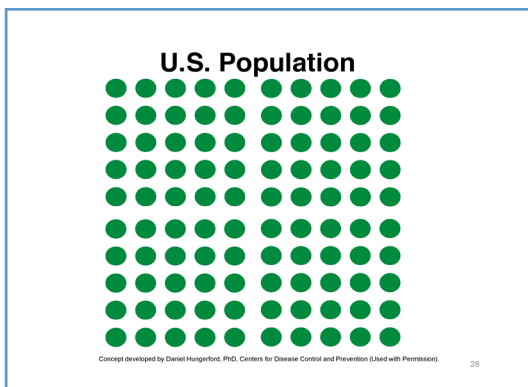 U.S. Population
Concept developed by Daniel Hungerford, PhD, Centers for Disease Control and Prevention (Used with Permission).
28